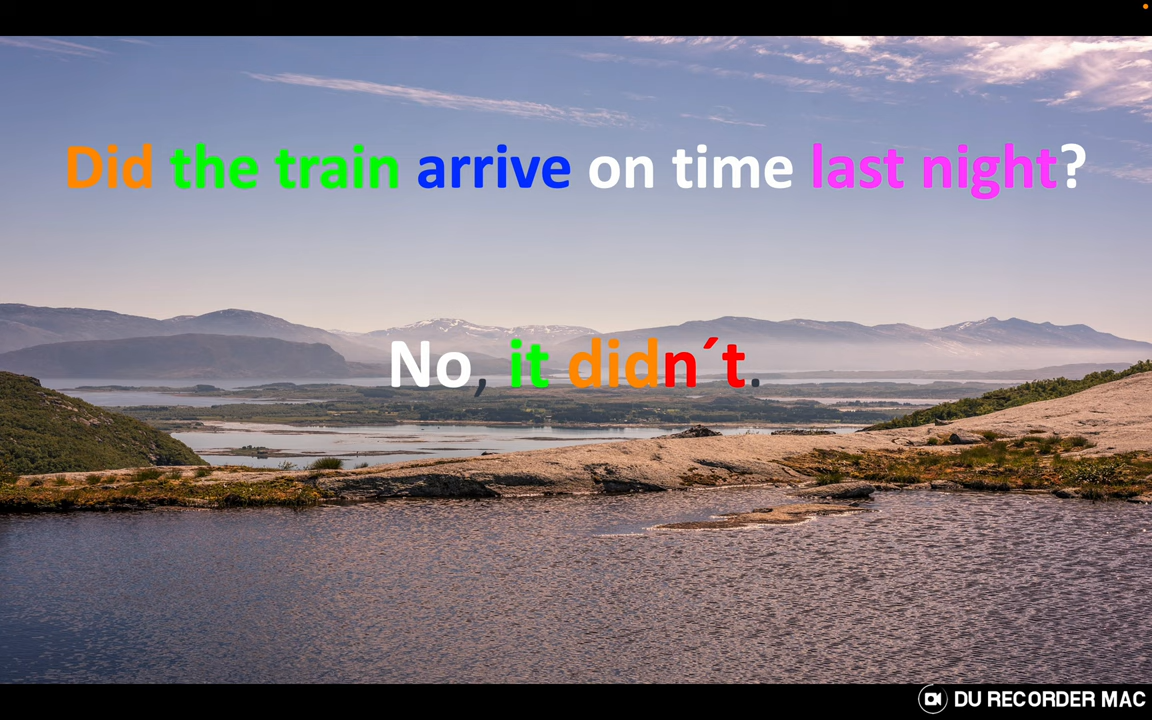 Did the train arrive on time last night?
No, it didn´t.
DU RECORDER MAC